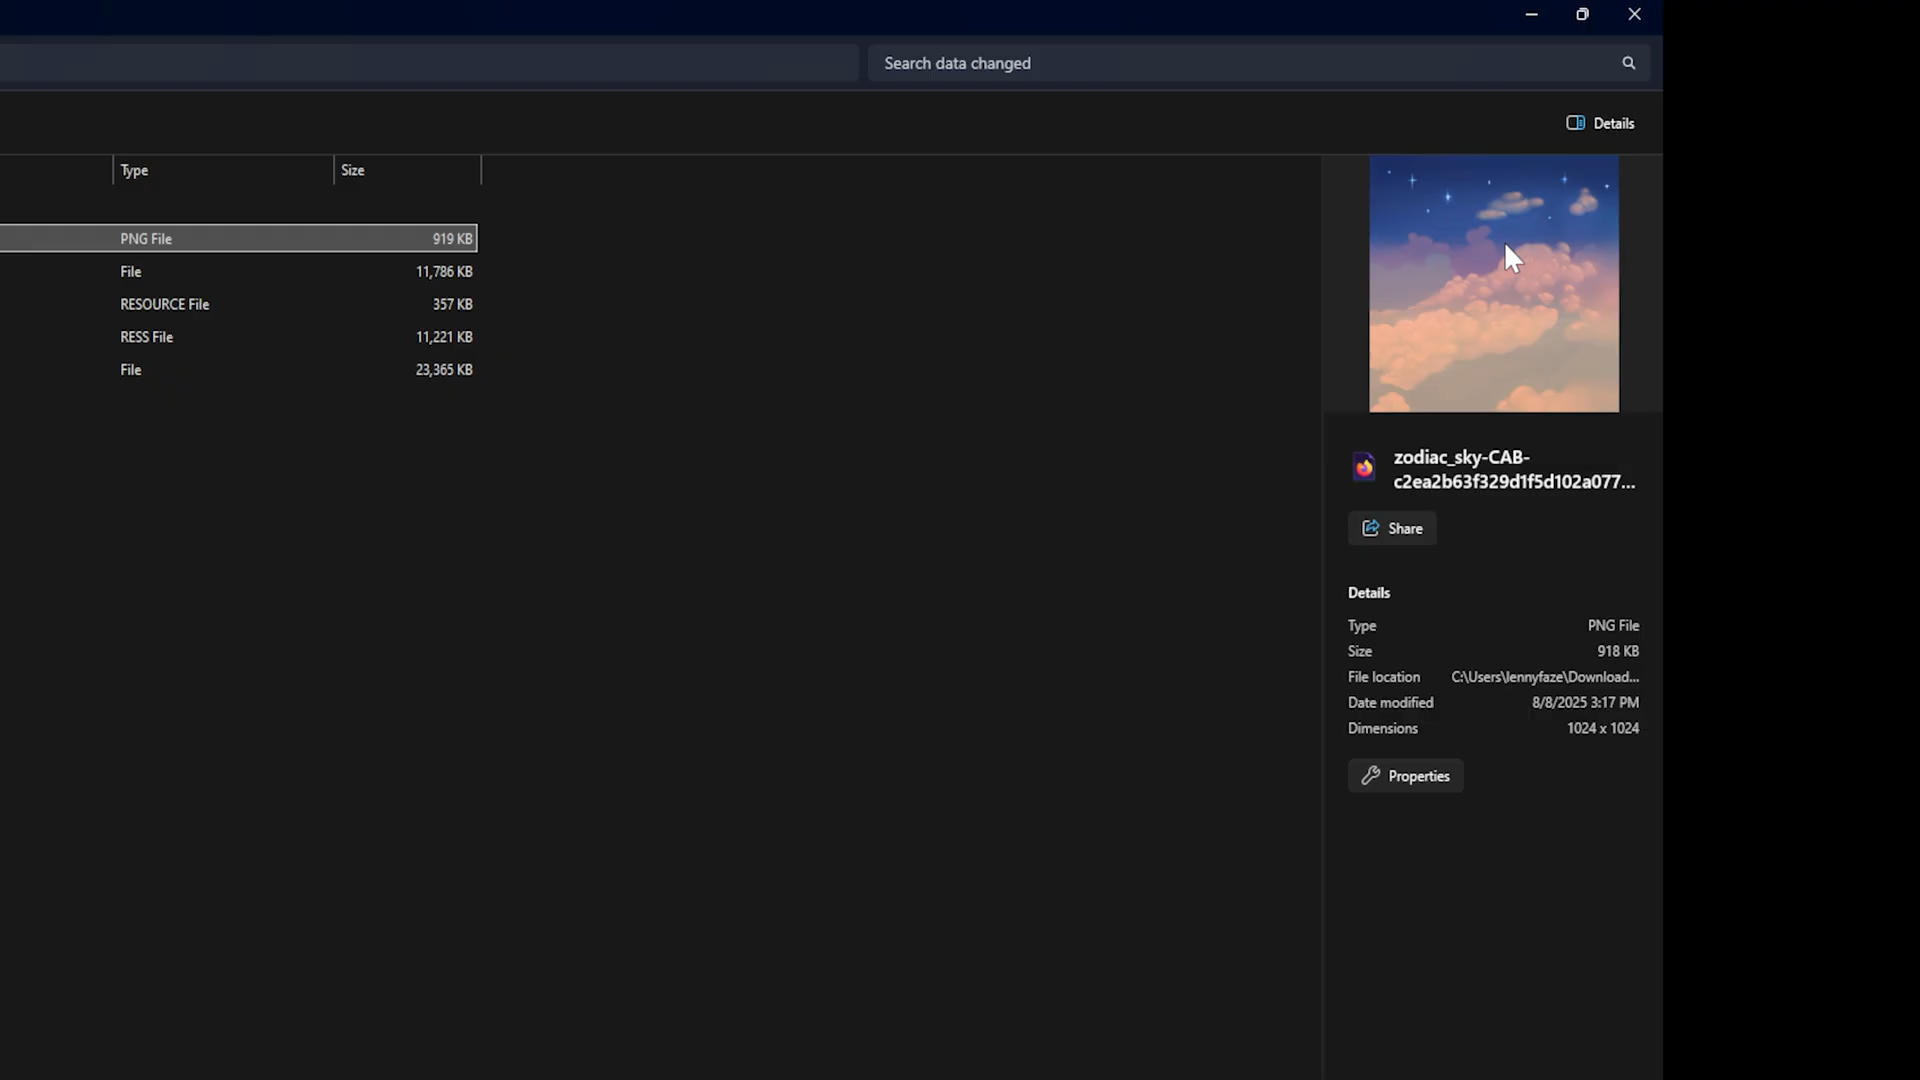 Search data changed
Details
Type Size
PNG File 919 KB
File 11,786 KB
RESOURCE File 357 KB
RESS File 11,221 KB
File 23,365 KB
zodiac_sky-CAB-
c2ea2b63f329d1f5d102a077...
Share
Details
Type PNG File
Size 918 KB
File location C:\Users\lennyfaze\Download...
Date modified 8/8/2025 3:17 PM
Dimensions 1024 x 1024
Properties